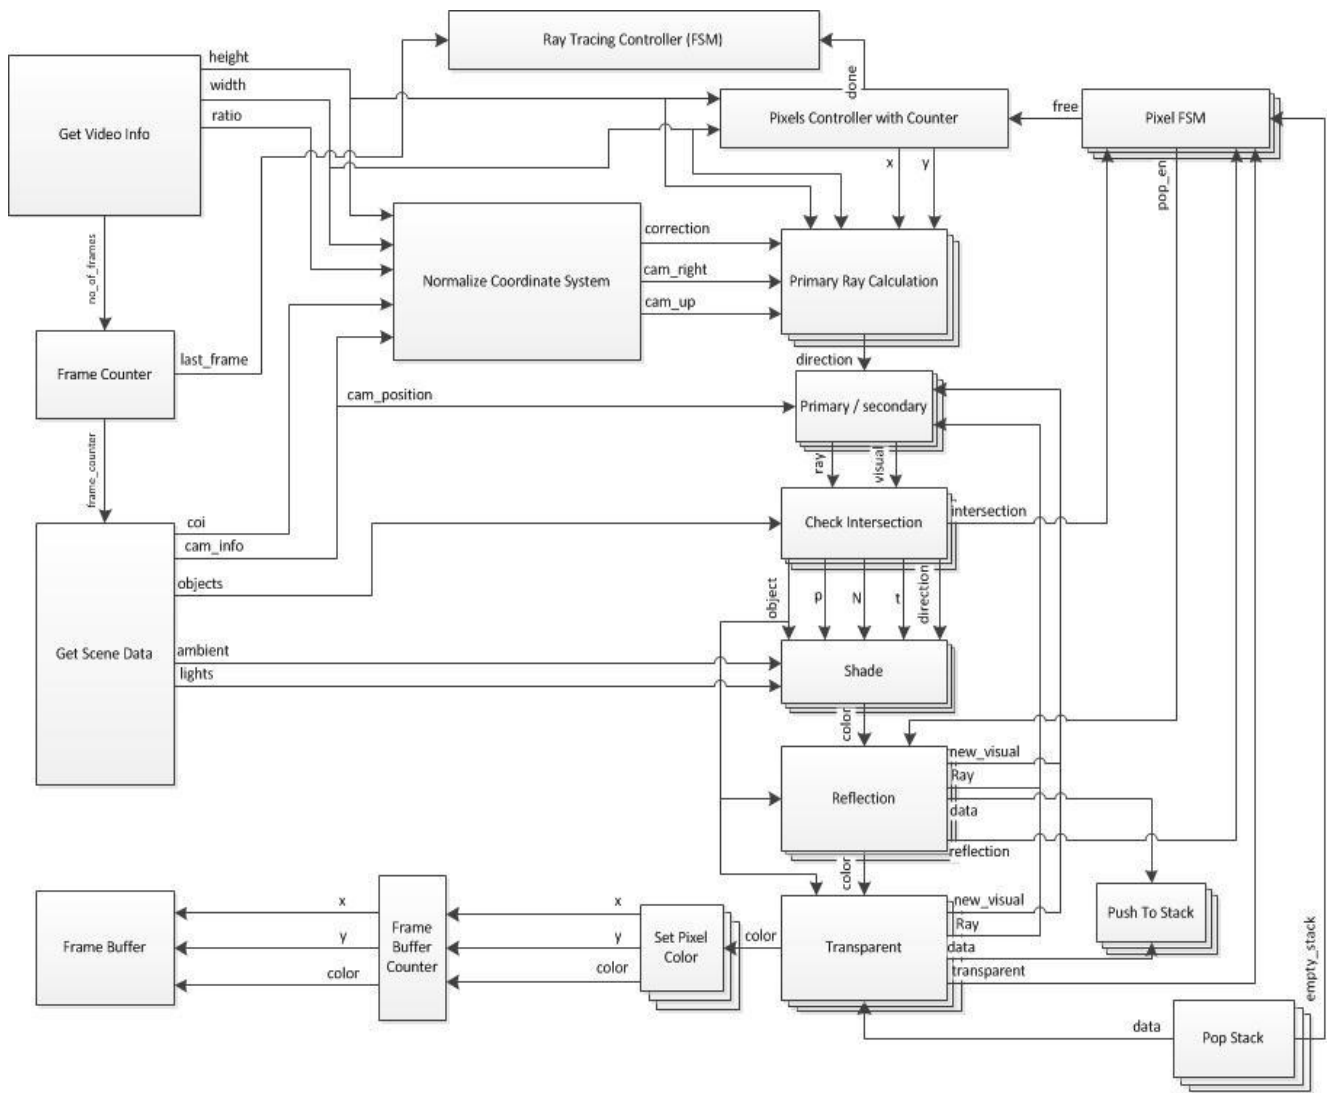 Ray Tracing Controller (FSM)
height
width
ratio
Get Video Info
done
Pixels Controller with Counter
free
Pixel FSM
x
y
pop_en
no_of_frames
correction
cam_right
cam_up
Normalize Coordinate System
Primary Ray Calculation
Frame Counter
last_frame
direction
cam_position
Primary / secondary
frame_counter
ray
visual
coi
cam_info
objects
Check Intersection
intersection
object
p
N
t
direction
Get Scene Data
ambient
lights
Shade
color
new_visual
Ray
data
reflection
Reflection
color
new_visual
Ray
data
transparent
Transparent
Push To Stack
empty_stack
color
Set Pixel
Color
x
y
color
Frame
Buffer
Counter
x
y
color
Frame Buffer
data
Pop Stack